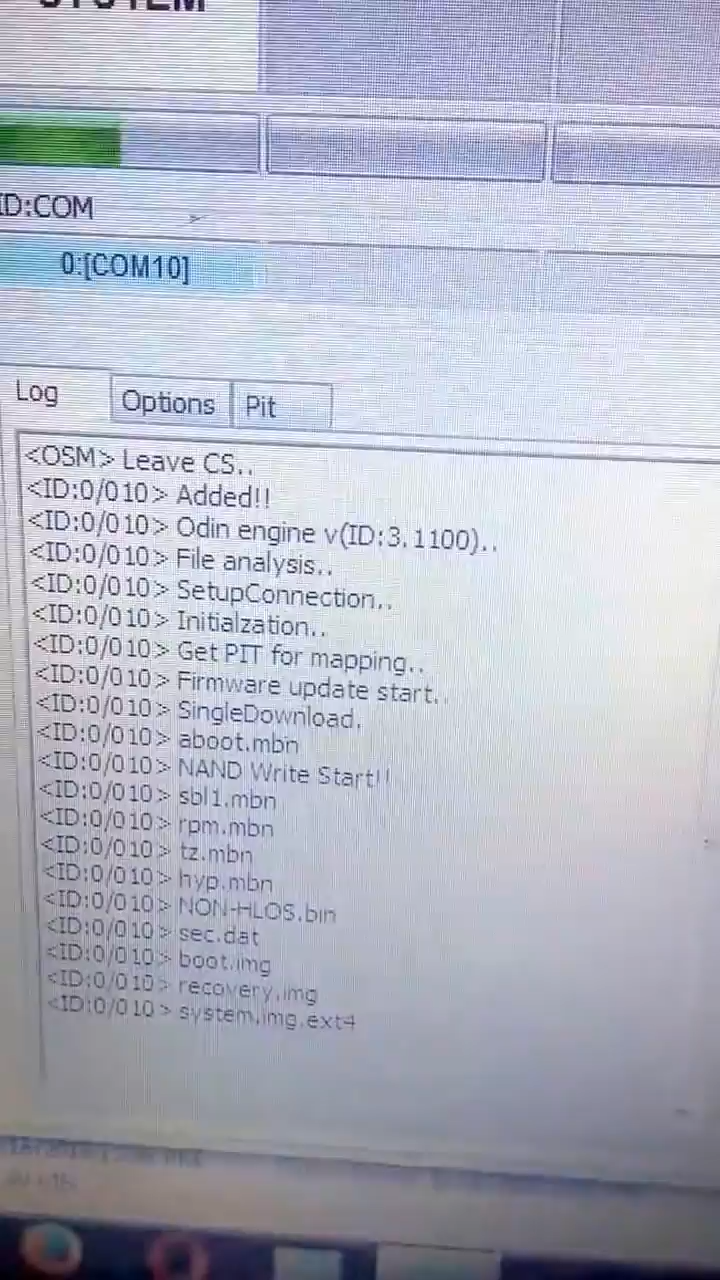 SYSTEM
ID:COM
0:[COM10]
Log
Options
Pit
<OSM> Leave CS..
<ID:0/010> Added!!
<ID:0/010> Odin engine v(ID:3.1100)..
<ID:0/010> File analysis..
<ID:0/010> SetupConnection..
<ID:0/010> Initialzation..
<ID:0/010> Get PIT for mapping..
<ID:0/010> Firmware update start..
<ID:0/010> SingleDownload.
<ID:0/010> aboot.mbn
<ID:0/010> NAND Write Start!!
<ID:0/010> sbl1.mbn
<ID:0/010> rpm.mbn
<ID:0/010> tz.mbn
<ID:0/010> hyp.mbn
<ID:0/010> NON-HLOS.bin
<ID:0/010> sec.dat
<ID:0/010> boot.img
<ID:0/010> recovery.img
<ID:0/010> system.img.ext4